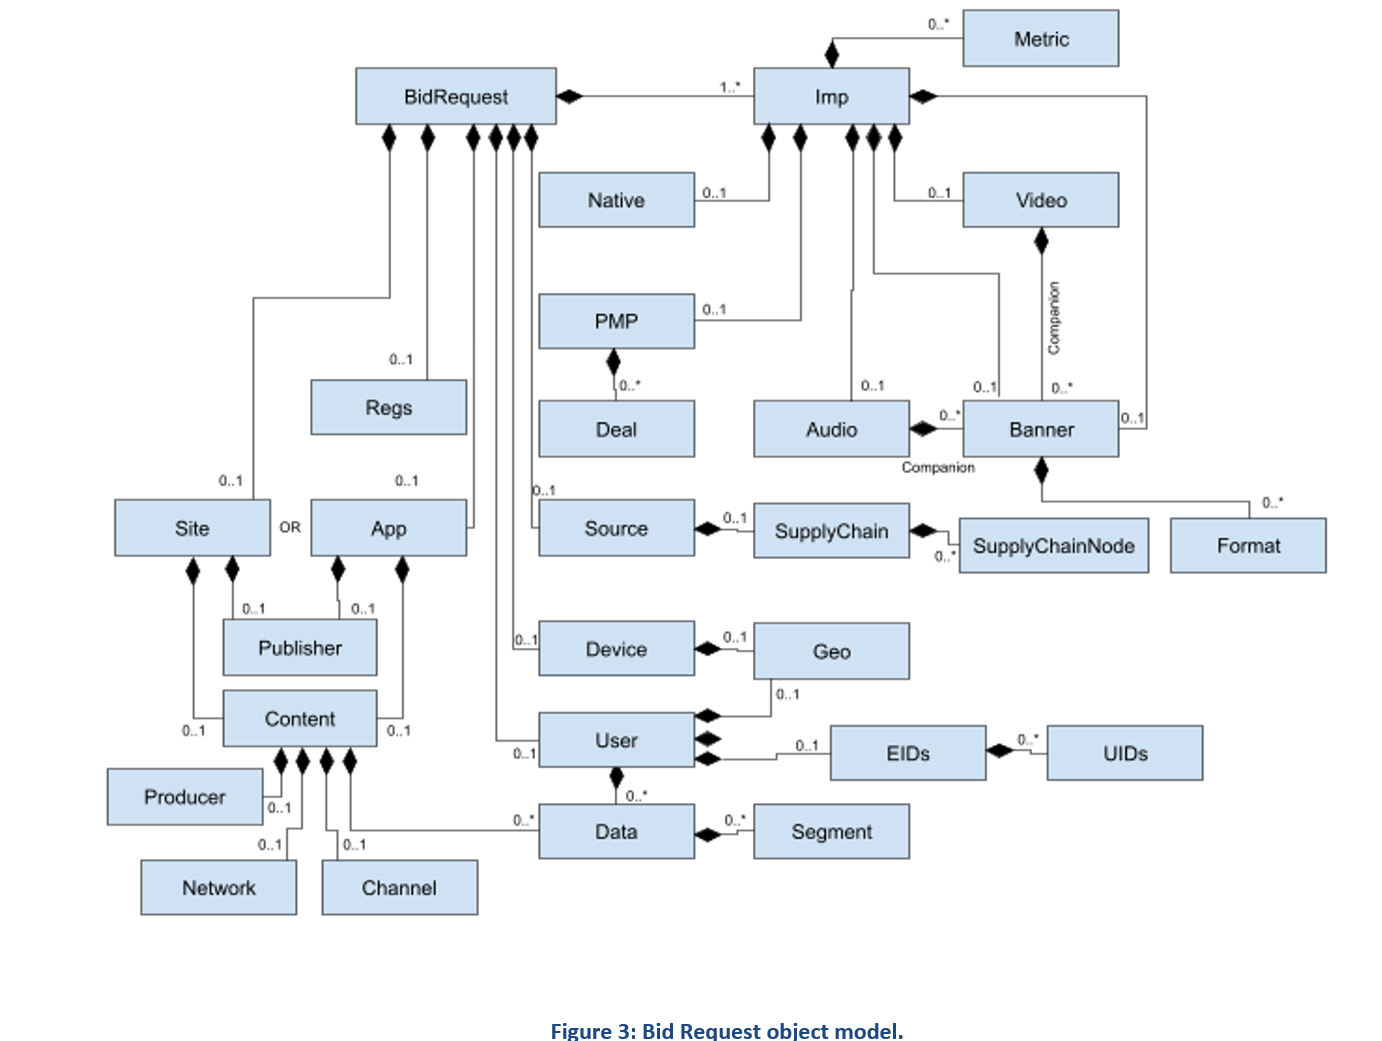 0..*
Metric
BidRequest
1..*
Imp
Native
0..1
0..1
Video
PMP
0..1
Companion
0..1
Regs
0..*
Deal
0..1
Audio
0..*
Companion
0..1
0..*
Banner
0..1
0..1
Site
OR
0..1
App
0..1
Source
0..1
SupplyChain
0..*
SupplyChainNode
0..*
Format
0..1
0..1
Publisher
0..1
Device
0..1
Geo
0..1
Content
0..1
0..1
0..1
User
0..1
EIDs
0..*
UIDs
Producer
0..1
0..1
Network
0..1
Channel
0..*
0..*
Data
0..*
Segment
Figure 3: Bid Request object model.